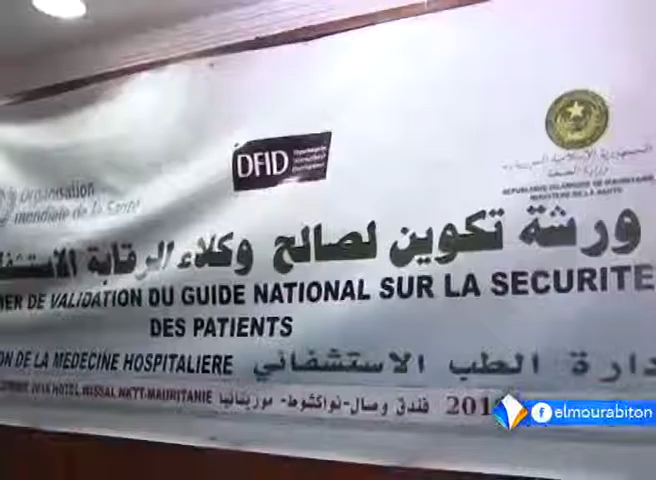 Organisation
mondiale de la Santé
DFID
الجمهورية الإسلامية الموريتانية
وزارة الصحة
REPUBLIQUE ISLAMIQUE DE MAURITANIE
MINISTERE DE LA SANTE
ورشة تكوين لصالح وكلاء الرقابة
DE VALIDATION DU GUIDE NATIONAL SUR LA SECURITE
DES PATIENTS
DE LA MEDECINE HOSPITALIERE
الطب الاستشفائي
HOTEL WISSAL NKTT-MAURITANIE
فندق وصال-نواكشوط- موريتانيا
elmourabiton